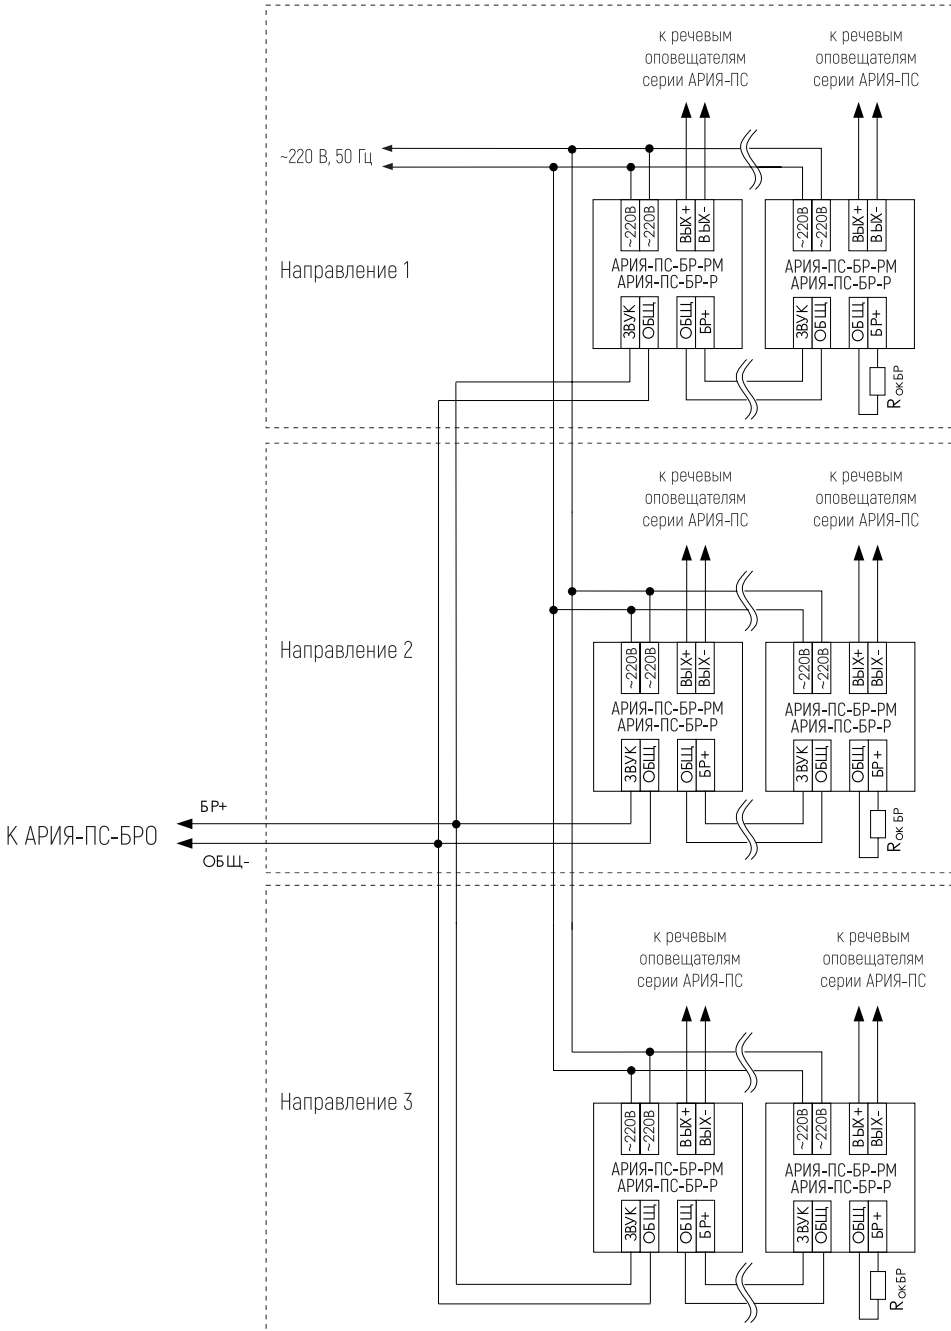 к речевым
оповещателям
серии АРИЯ-ПС
к речевым
оповещателям
серии АРИЯ-ПС
~220 В, 50 Гц
~220В
~220В
ВЫХ+
ВЫХ-
~220В
~220В
ВЫХ+
ВЫХ-
Направление 1
АРИЯ-ПС-БР-РМ
АРИЯ-ПС-БР-Р
АРИЯ-ПС-БР-РМ
АРИЯ-ПС-БР-Р
ЗВУК
ОБЩ
ОБЩ
БР+
ЗВУК
ОБЩ
ОБЩ
БР+
Rок БР
к речевым
оповещателям
серии АРИЯ-ПС
к речевым
оповещателям
серии АРИЯ-ПС
Направление 2
~220В
~220В
ВЫХ+
ВЫХ-
~220В
~220В
ВЫХ+
ВЫХ-
АРИЯ-ПС-БР-РМ
АРИЯ-ПС-БР-Р
АРИЯ-ПС-БР-РМ
АРИЯ-ПС-БР-Р
ЗВУК
ОБЩ
ОБЩ
БР+
ЗВУК
ОБЩ
ОБЩ
БР+
Rок БР
БР+
К АРИЯ-ПС-БРО
ОБЩ-
к речевым
оповещателям
серии АРИЯ-ПС
к речевым
оповещателям
серии АРИЯ-ПС
Направление 3
~220В
~220В
ВЫХ+
ВЫХ-
~220В
~220В
ВЫХ+
ВЫХ-
АРИЯ-ПС-БР-РМ
АРИЯ-ПС-БР-Р
АРИЯ-ПС-БР-РМ
АРИЯ-ПС-БР-Р
ЗВУК
ОБЩ
ОБЩ
БР+
ЗВУК
ОБЩ
ОБЩ
БР+
Rок БР